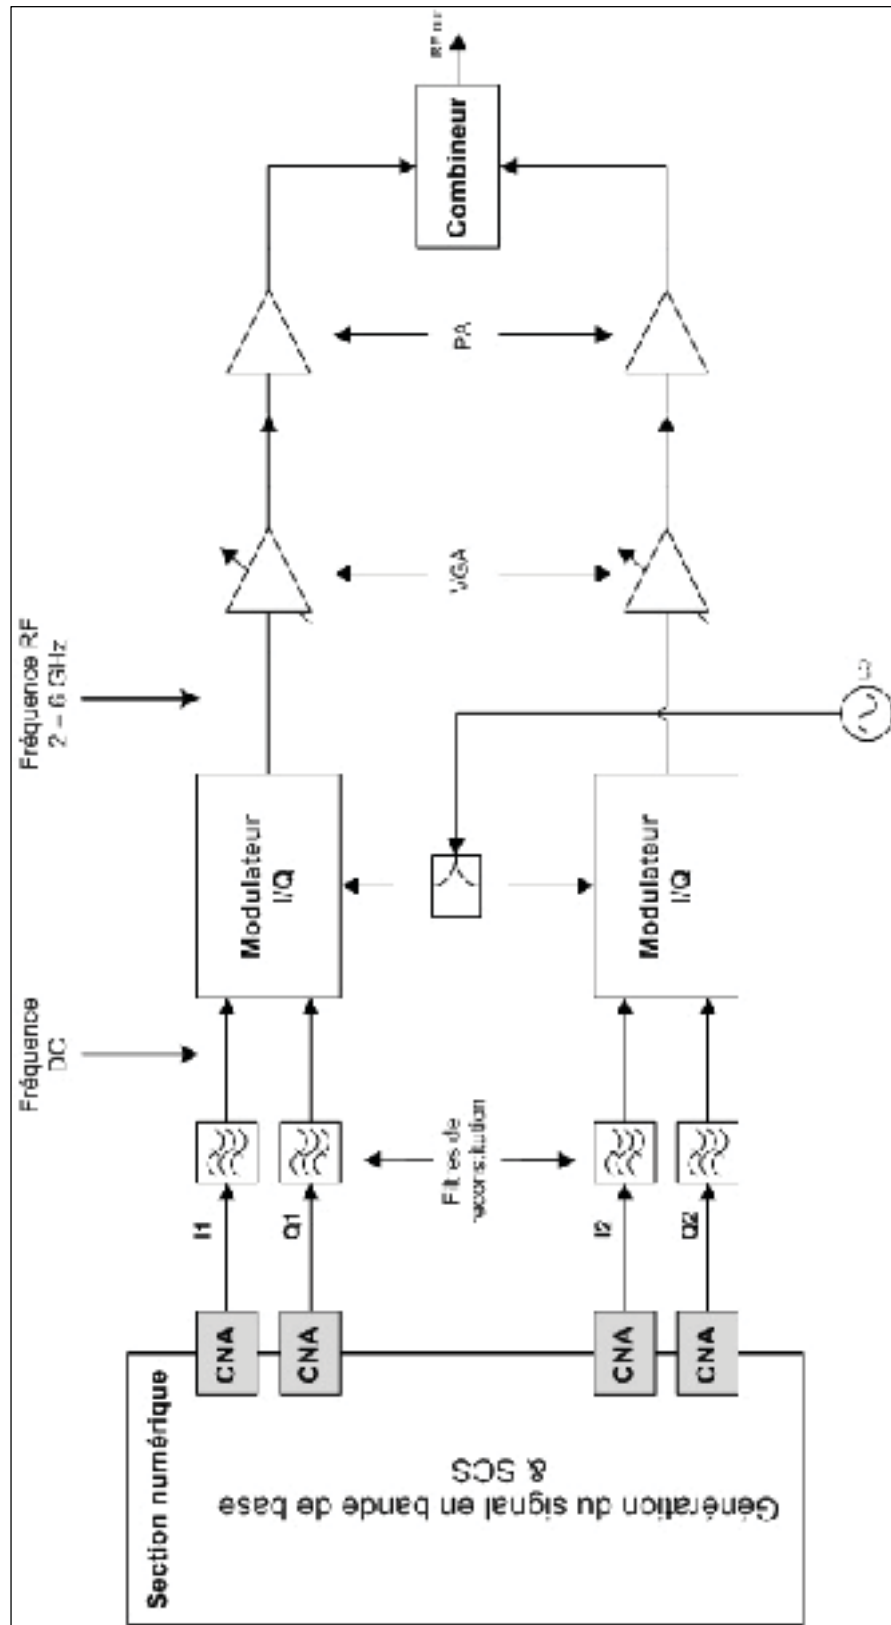 Section numérique
Génération du signal en bande de base
& SCS
CNA
CNA
CNA
CNA
I1
Q1
I2
Q2
Filtres de
reconstitution
Fréquence
DC
Modulateur
I/Q
Modulateur
I/Q
Fréquence RF
2 – 6 GHz
VGA
PA
Combineur